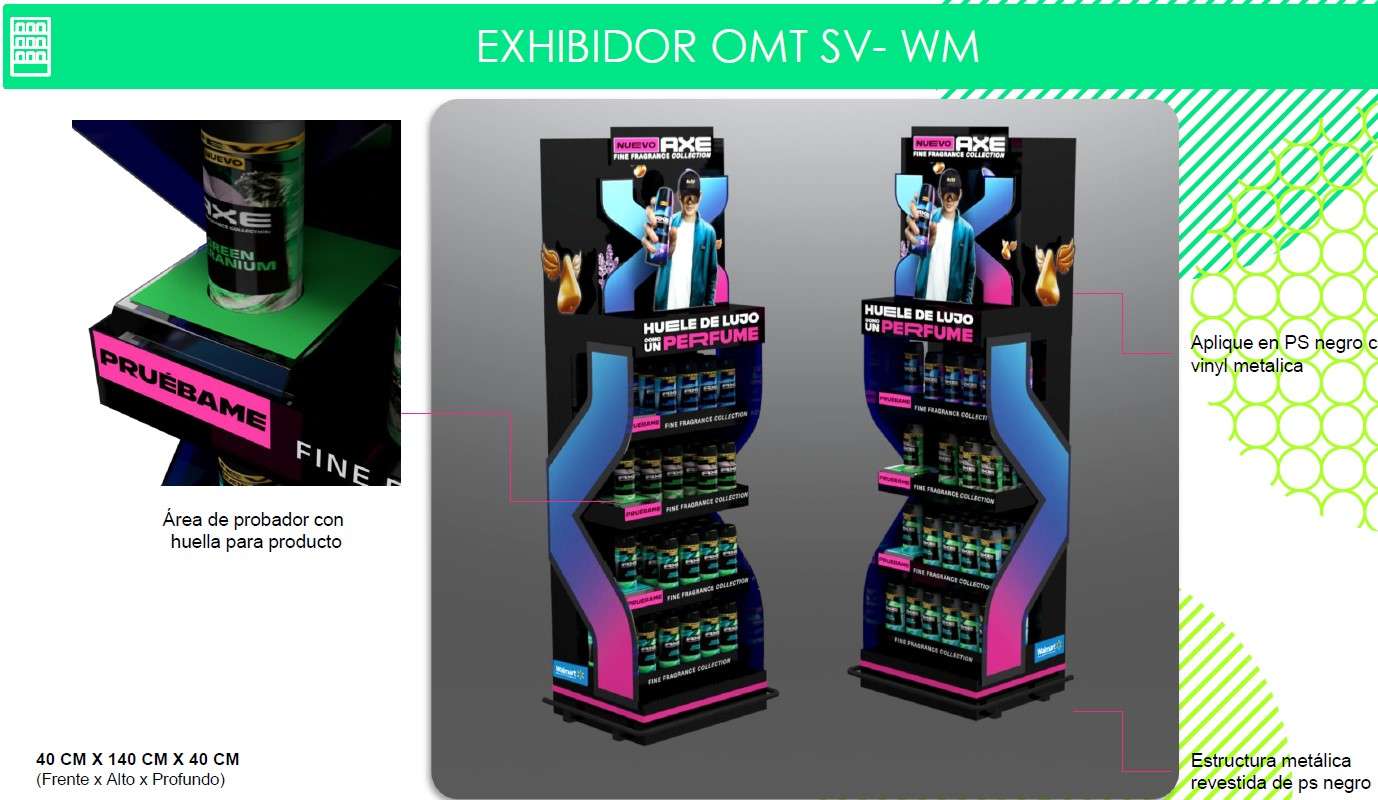 EXHIBIDOR OMT SV- WM
NUEVO
AXE
GREEN
GERANIUM
PRUÉBAME
FINE
Área de probador con
huella para producto
40 CM X 140 CM X 40 CM
(Frente x Alto x Profundo)
NUEVO AXE
FINE FRAGRANCE COLLECTION
HUELE DE LUJO
COMO UN PERFUME
PRUÉBAME FINE FRAGRANCE COLLECTION
PRUÉBAME FINE FRAGRANCE COLLECTION
PRUÉBAME FINE FRAGRANCE COLLECTION
FINE FRAGRANCE COLLECTION
Walmart
NUEVO AXE
FINE FRAGRANCE COLLECTION
HUELE DE LUJO
COMO UN PERFUME
PRUÉBAME FINE FRAGRANCE COLLECTION
PRUÉBAME FINE FRAGRANCE COLLECTION
PRUÉBAME FINE FRAGRANCE COLLECTION
FINE FRAGRANCE COLLECTION
Walmart
Aplique en PS negro c
vinyl metalica
Estructura metálica
revestida de ps negro